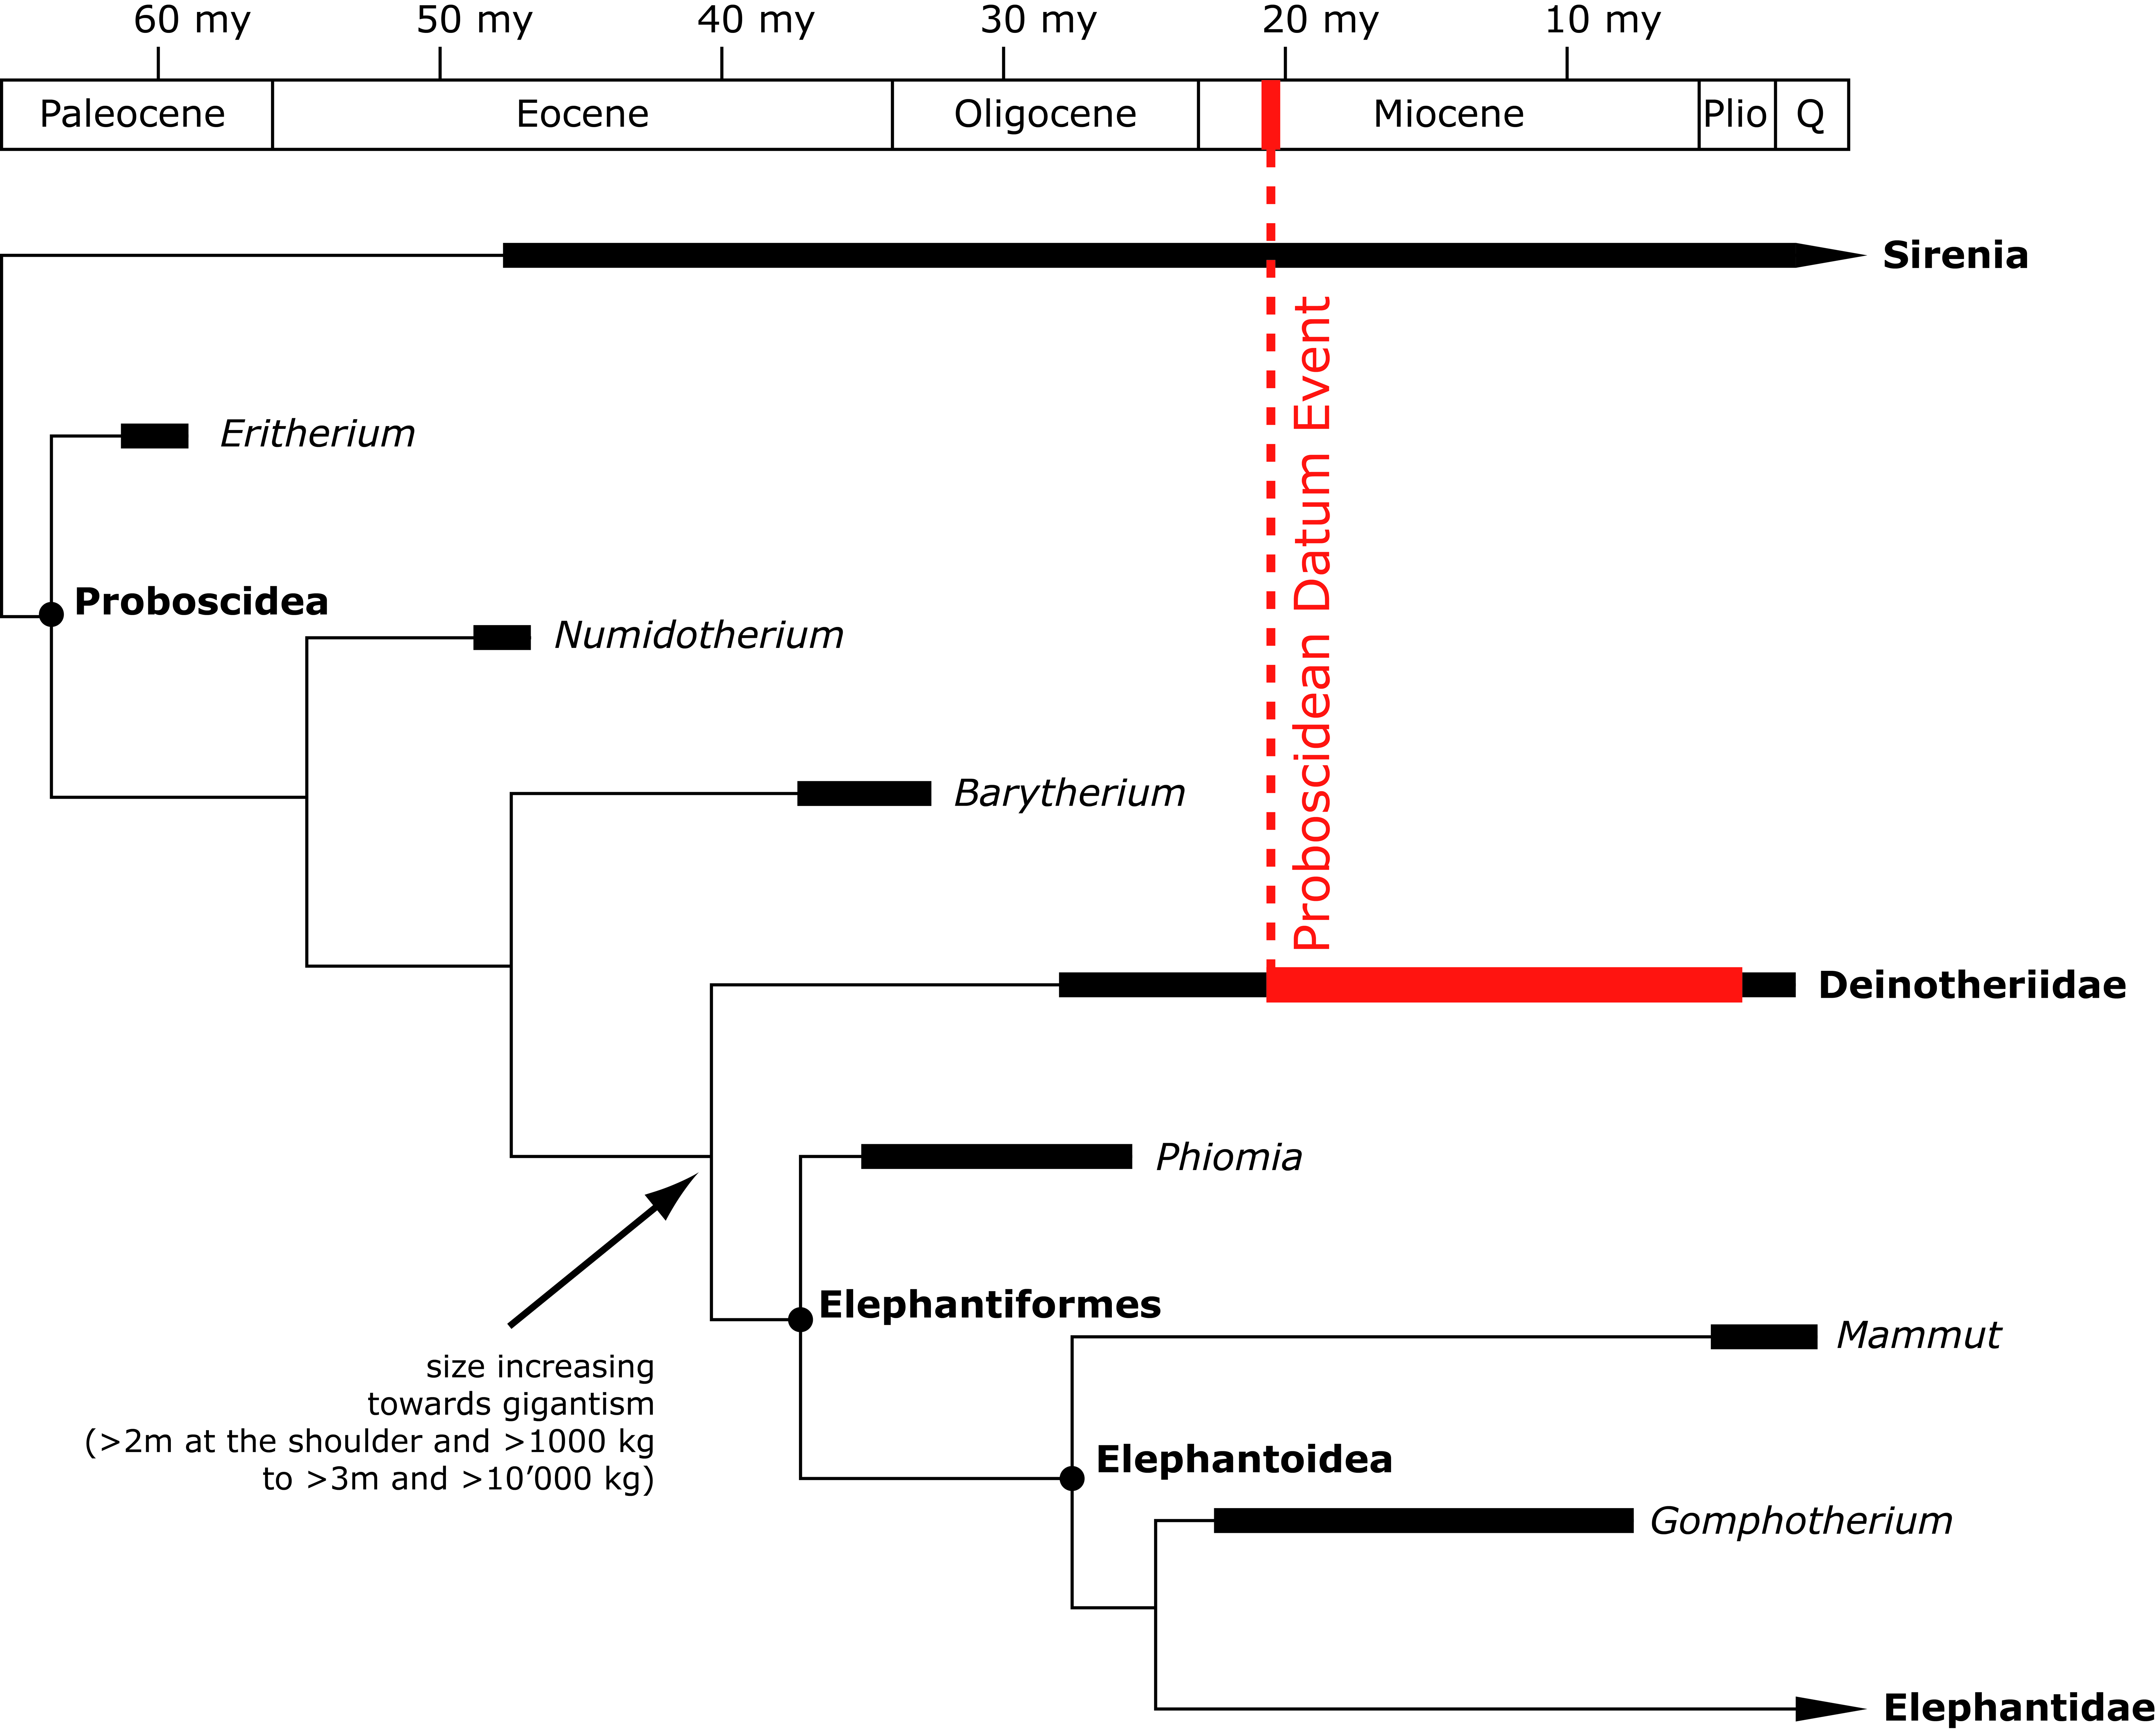 60 my 50 my 40 my 30 my 20 my 10 my
Paleocene Eocene Oligocene Miocene Plio Q
Sirenia
Proboscidean Datum Event
Eritherium
Proboscidea
Numidotherium
Barytherium
Deinotheriidae
Phiomia
Elephantiformes
Mammut
size increasing
towards gigantism
(>2m at the shoulder and >1000 kg
to >3m and >10’000 kg)
Elephantoidea
Gomphotherium
Elephantidae